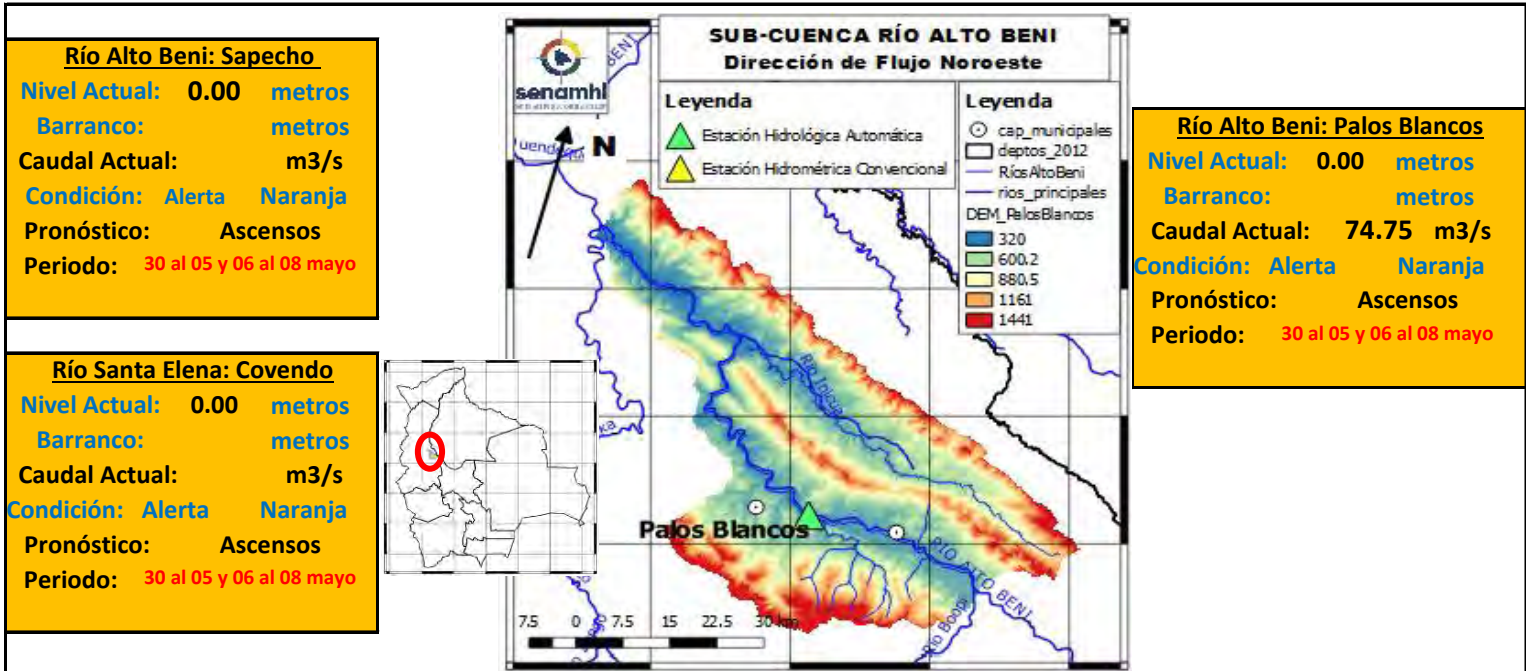 Río Alto Beni: Sapecho
Nivel Actual: 0.00 metros
Barranco: metros
Caudal Actual: m3/s
Condición: Alerta Naranja
Pronóstico: Ascensos
Periodo: 30 al 05 y 06 al 08 mayo
Río Santa Elena: Covendo
Nivel Actual: 0.00 metros
Barranco: metros
Caudal Actual: m3/s
Condición: Alerta Naranja
Pronóstico: Ascensos
Periodo: 30 al 05 y 06 al 08 mayo
senamhi
SUB-CUENCA RÍO ALTO BENI
Dirección de Flujo Noroeste
Leyenda
Estación Hidrológica Automática
Estación Hidrométrica Convencional
Leyenda
cap_municipales
deptos_2012
RíosAltoBeni
rios_principales
DEM_PalosBlancos
320
600.2
880.5
1161
1441
N
BENI
Río Inicua
Palos Blancos
RÍO ALTO BENI
Río Boopi
7.5 0 7.5 15 22.5 30 km
Río Alto Beni: Palos Blancos
Nivel Actual: 0.00 metros
Barranco: metros
Caudal Actual: 74.75 m3/s
Condición: Alerta Naranja
Pronóstico: Ascensos
Periodo: 30 al 05 y 06 al 08 mayo